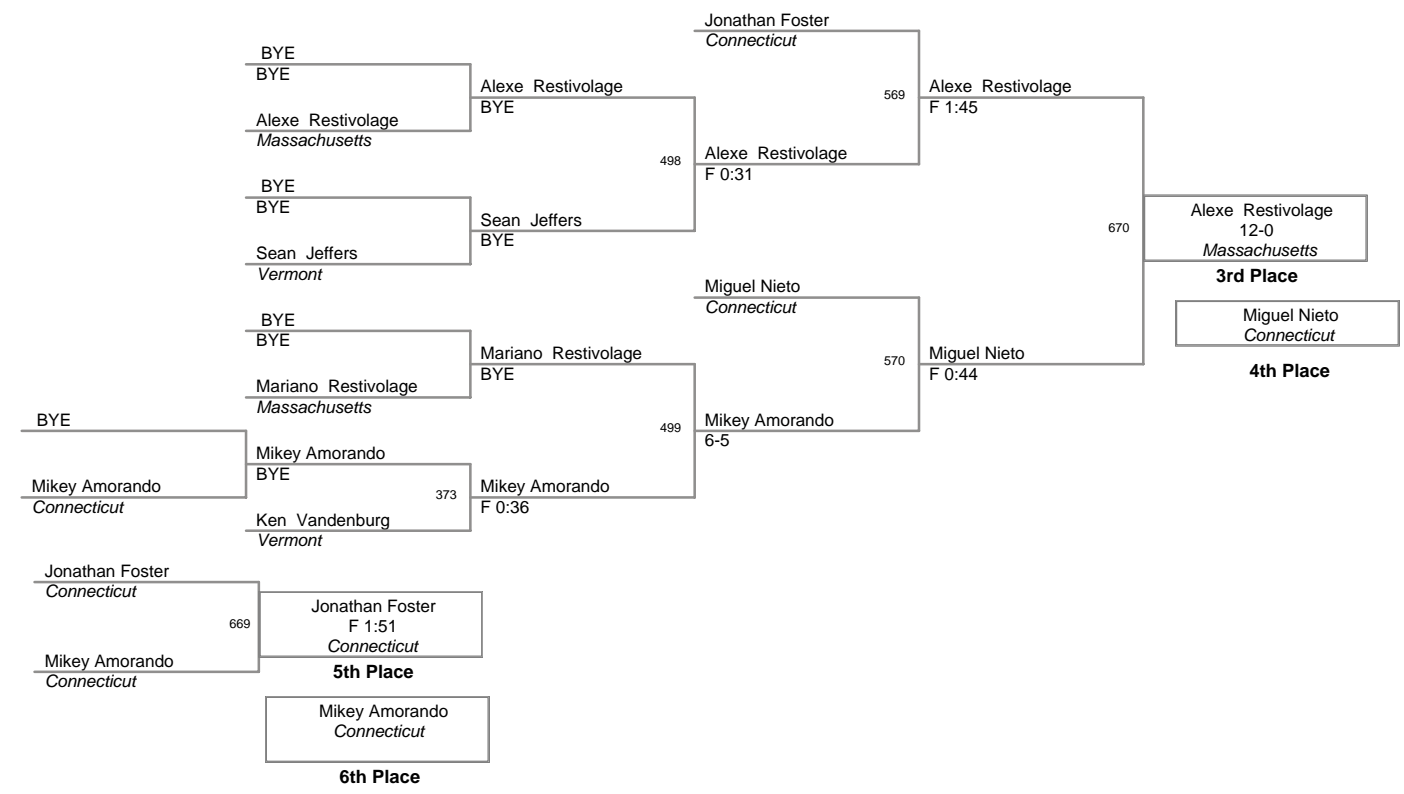 Jonathan Foster
Connecticut
BYE
BYE
Alexe Restivolage
BYE
569
Alexe Restivolage
F 1:45
Alexe Restivolage
Massachusetts
498
Alexe Restivolage
F 0:31
BYE
BYE
Sean Jeffers
BYE
670
Alexe Restivolage
12-0
Massachusetts
3rd Place
Sean Jeffers
Vermont
Miguel Nieto
Connecticut
Miguel Nieto
Connecticut
4th Place
BYE
BYE
Mariano Restivolage
BYE
570
Miguel Nieto
F 0:44
Mariano Restivolage
Massachusetts
BYE
499
Mikey Amorando
6-5
Mikey Amorando
BYE
Mikey Amorando
Connecticut
373
Mikey Amorando
F 0:36
Ken Vandenburg
Vermont
Jonathan Foster
Connecticut
669
Jonathan Foster
F 1:51
Connecticut
5th Place
Mikey Amorando
Connecticut
Mikey Amorando
Connecticut
6th Place